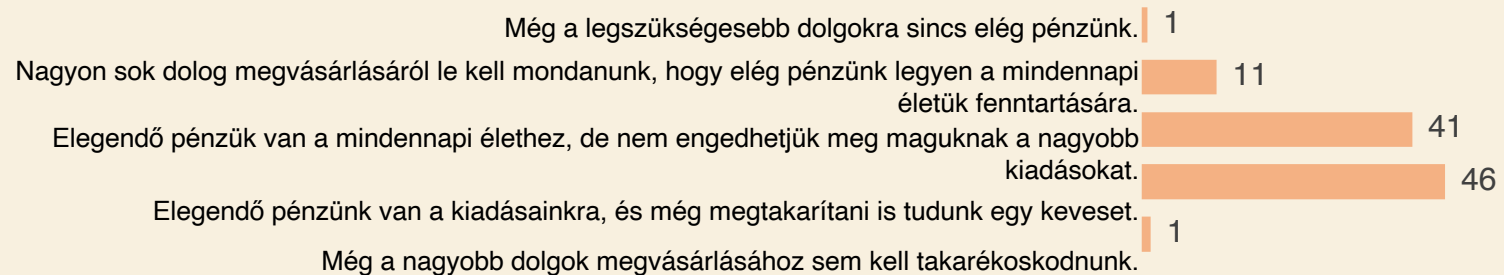 Még a legszükségesebb dolgokra sincs elég pénzünk. 1
Nagyon sok dolog megvásárlásáról le kell mondanunk, hogy elég pénzünk legyen a mindennapi 11
életük fenntartására.
Elegendő pénzük van a mindennapi élethez, de nem engedhetjük meg maguknak a nagyobb 41
kiadásokat. 46
Elegendő pénzünk van a kiadásainkra, és még megtakarítani is tudunk egy keveset.
1
Még a nagyobb dolgok megvásárlásához sem kell takarékoskodnunk.